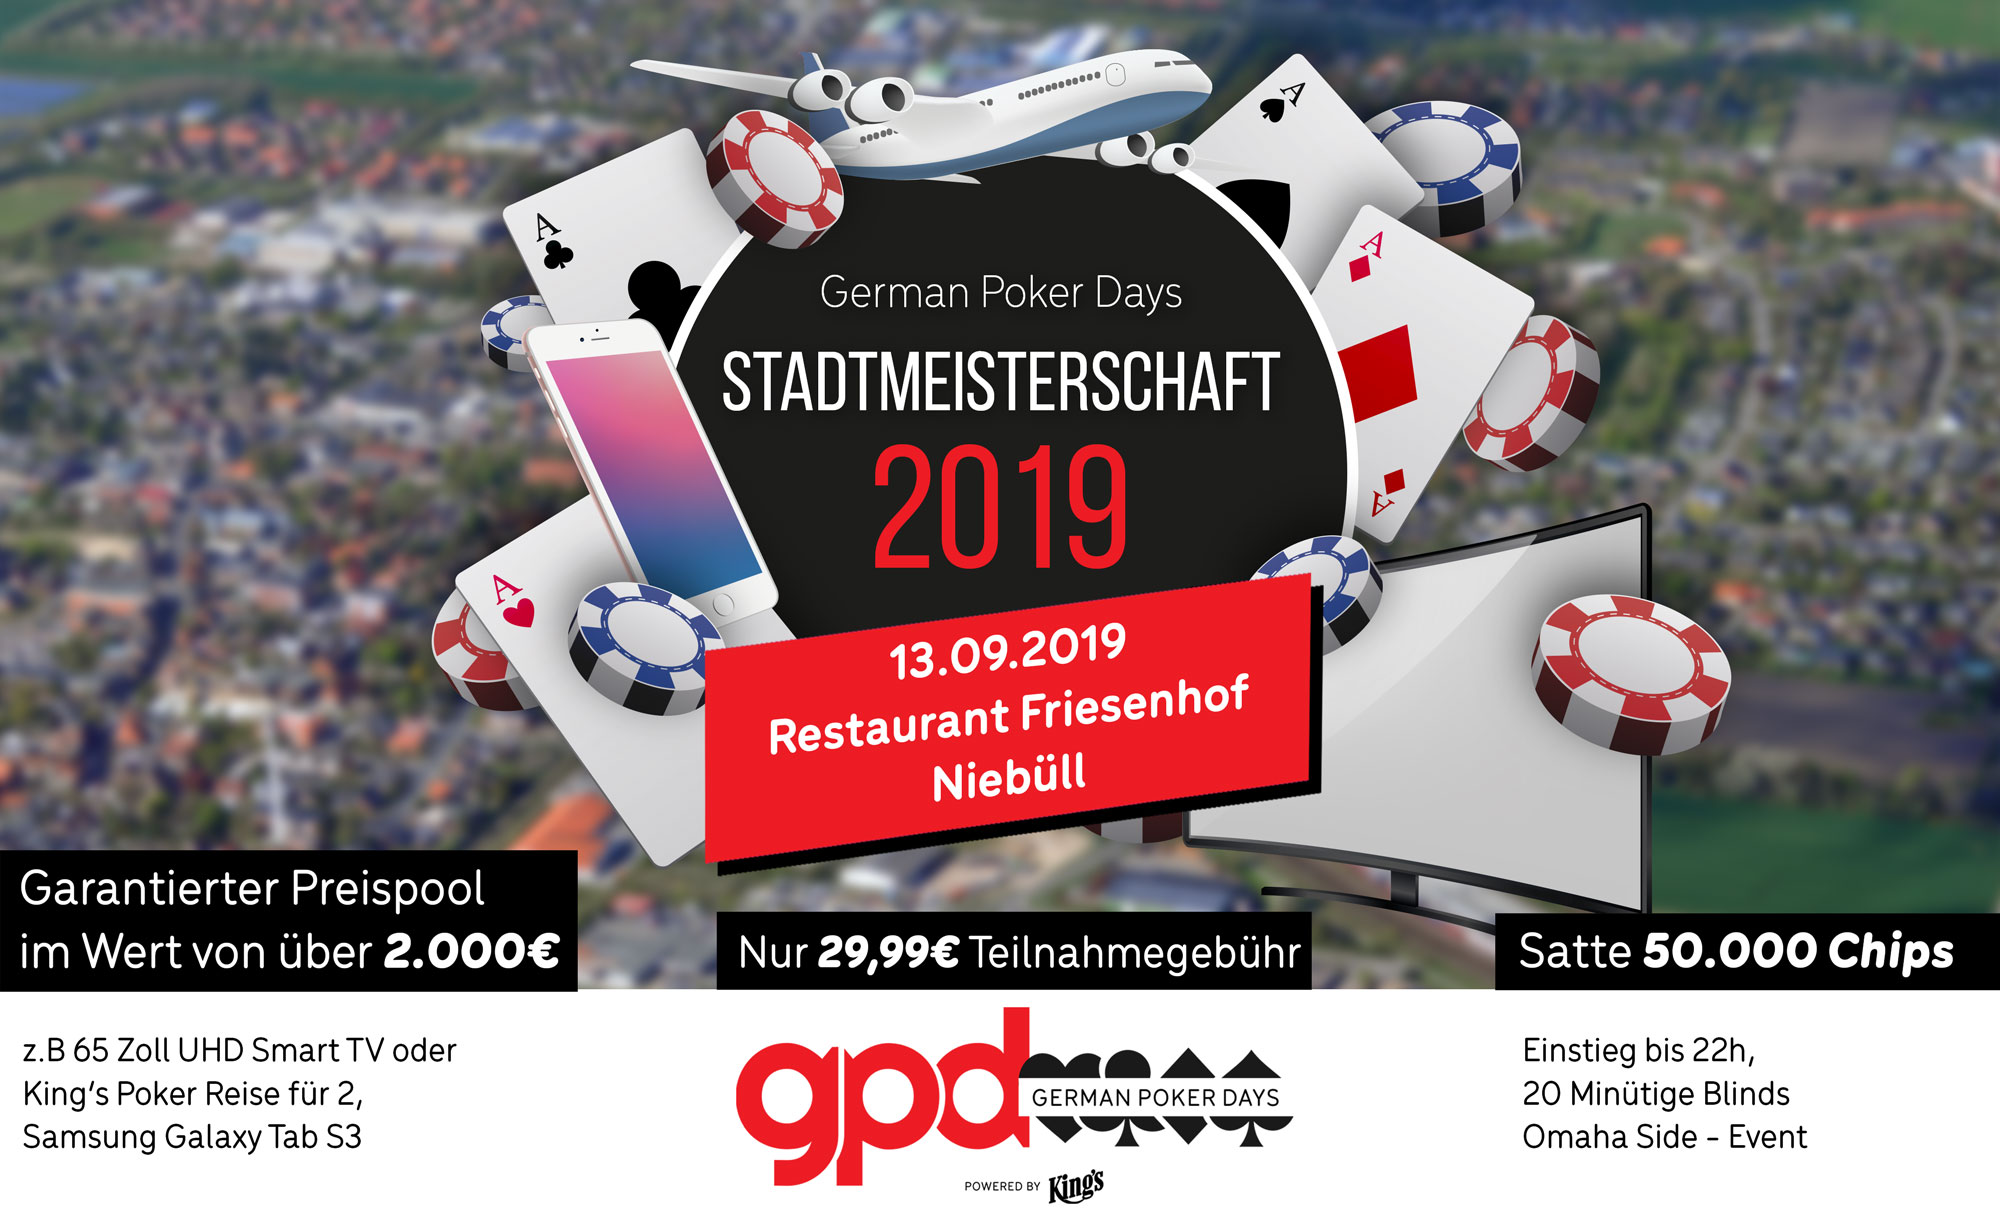 German Poker Days
STADTMEISTERSCHAFT
2019
13.09.2019
Restaurant Friesenhof
Niebüll
A
A
A
A
A
Garantierter Preispool
im Wert von über 2.000€
Nur 29,99€ Teilnahmegebühr
Satte 50.000 Chips
z.B 65 Zoll UHD Smart TV oder
King's Poker Reise für 2,
Samsung Galaxy Tab S3
gpd
GERMAN POKER DAYS
POWERED BY King's
Einstieg bis 22h,
20 Minütige Blinds
Omaha Side - Event